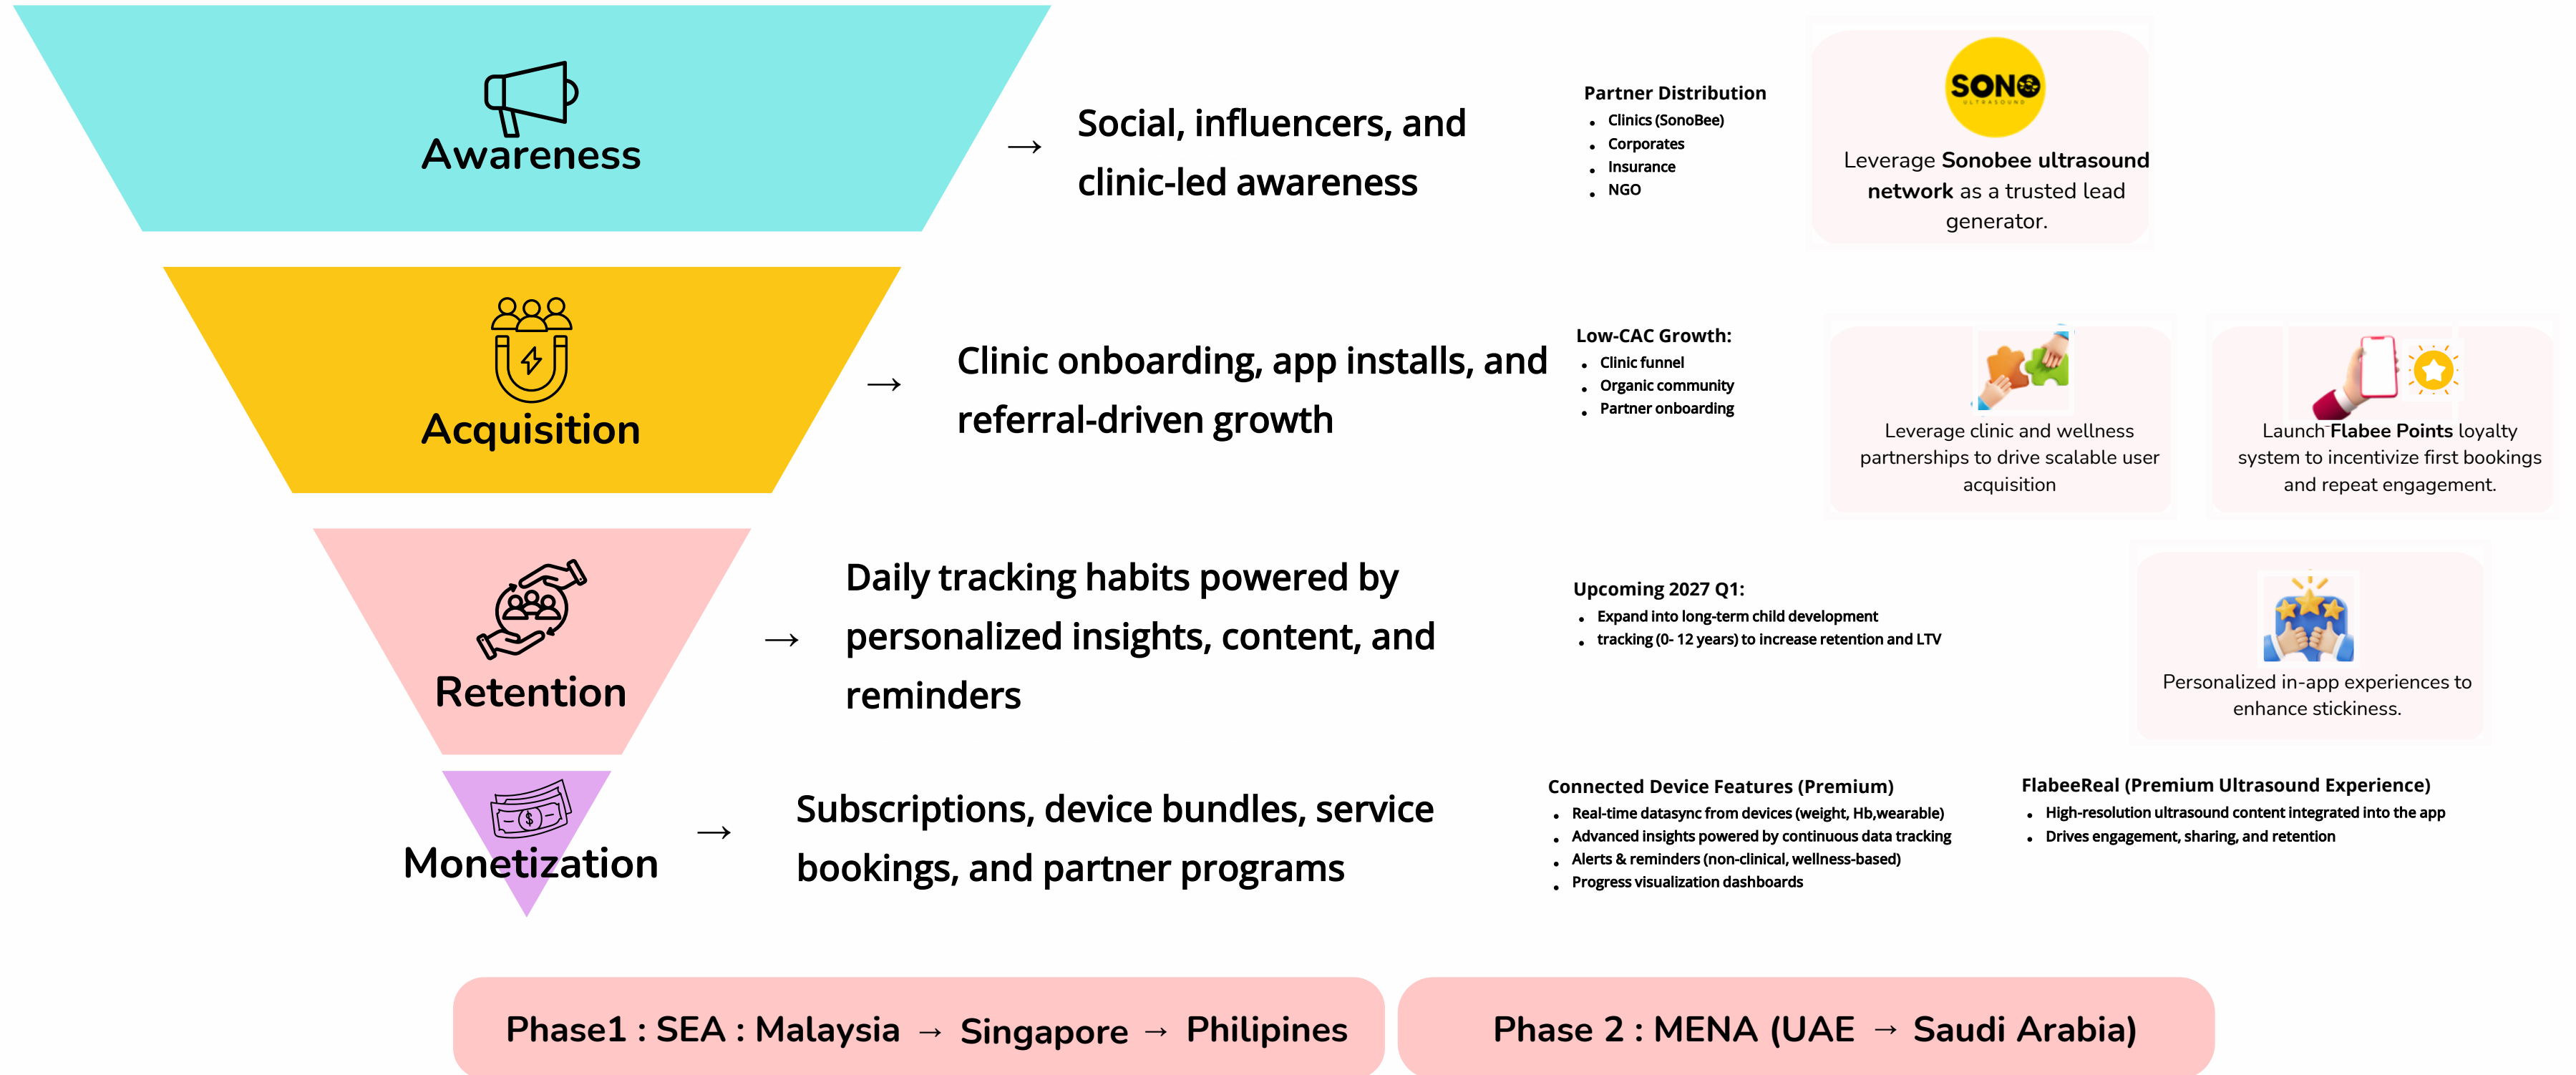 Awareness
→
Social, influencers, and
clinic-led awareness
Partner Distribution
• Clinics (SonoBee)
• Corporates
• Insurance
• NGO
SONO
ULTRASOUND
Leverage Sonobee ultrasound
network as a trusted lead
generator.
Acquisition
→
Clinic onboarding, app installs, and
referral-driven growth
Low-CAC Growth:
• Clinic funnel
• Organic community
• Partner onboarding
Leverage clinic and wellness
partnerships to drive scalable user
acquisition
Launch Flabee Points loyalty
system to incentivize first bookings
and repeat engagement.
Retention
→
Daily tracking habits powered by
personalized insights, content, and
reminders
Upcoming 2027 Q1:
• Expand into long-term child development
• tracking (0- 12 years) to increase retention and LTV
Personalized in-app experiences to
enhance stickiness.
Monetization
→
Subscriptions, device bundles, service
bookings, and partner programs
Connected Device Features (Premium)
• Real-time datasync from devices (weight, Hb,wearable)
• Advanced insights powered by continuous data tracking
• Alerts & reminders (non-clinical, wellness-based)
• Progress visualization dashboards
FlabeeReal (Premium Ultrasound Experience)
• High-resolution ultrasound content integrated into the app
• Drives engagement, sharing, and retention
Phase1 : SEA : Malaysia → Singapore → Philipines
Phase 2 : MENA (UAE → Saudi Arabia)